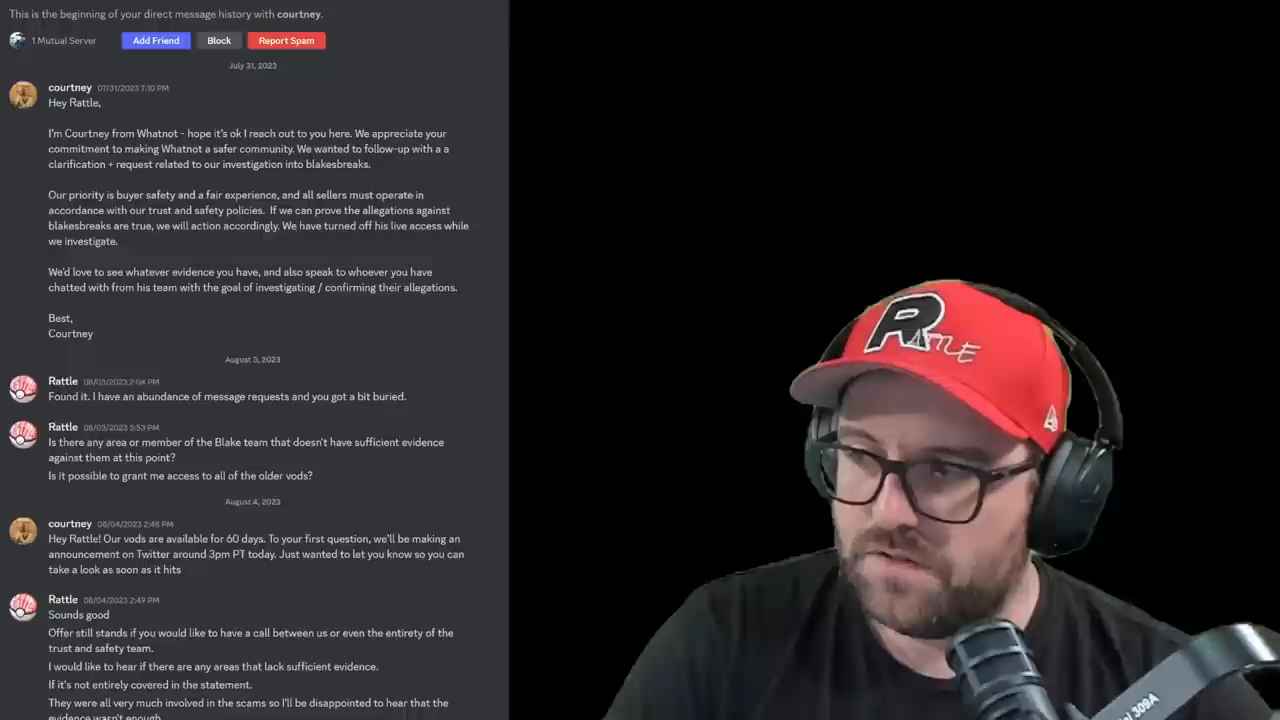 This is the beginning of your direct message history with courtney.
1 Mutual Server Add Friend Block Report Spam
July 31, 2023
courtney 07/31/2023 7:10 PM
Hey Rattle,
I'm Courtney from Whatnot - hope it's ok I reach out to you here. We appreciate your
commitment to making Whatnot a safer community. We wanted to follow-up with a a
clarification + request related to our investigation into blakesbreaks.
Our priority is buyer safety and a fair experience, and all sellers must operate in
accordance with our trust and safety policies. If we can prove the allegations against
blakesbreaks are true, we will action accordingly. We have turned off his live access while
we investigate.
We'd love to see whatever evidence you have, and also speak to whoever you have
chatted with from his team with the goal of investigating / confirming their allegations.
Best,
Courtney
August 3, 2023
Rattle 08/03/2023 2:04 PM
Found it. I have an abundance of message requests and you got a bit buried.
Rattle 08/03/2023 3:53 PM
Is there any area or member of the Blake team that doesn't have sufficient evidence
against them at this point?
Is it possible to grant me access to all of the older vods?
August 4, 2023
courtney 08/04/2023 2:48 PM
Hey Rattle! Our vods are available for 60 days. To your first question, we'll be making an
announcement on Twitter around 3pm PT today. Just wanted to let you know so you can
take a look as soon as it hits
Rattle 08/04/2023 2:49 PM
Sounds good
Offer still stands if you would like to have a call between us or even the entirety of the
trust and safety team.
I would like to hear if there are any areas that lack sufficient evidence.
If it's not entirely covered in the statement.
They were all very much involved in the scams so I'll be disappointed to hear that the
evidence wasn't enough
RATTLE
309A